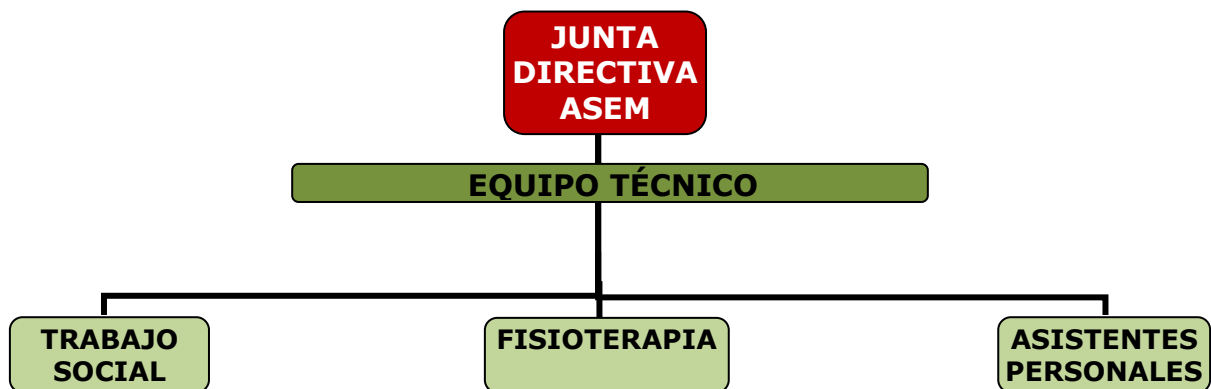 JUNTA
DIRECTIVA
ASEM
EQUIPO TÉCNICO
TRABAJO
SOCIAL
FISIOTERAPIA
ASISTENTES
PERSONALES